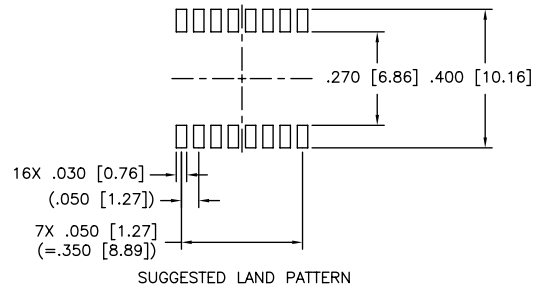 .270 [6.86] .400 [10.16]
16X .030 [0.76]
(.050 [1.27])
7X .050 [1.27]
(=.350 [8.89])
SUGGESTED LAND PATTERN